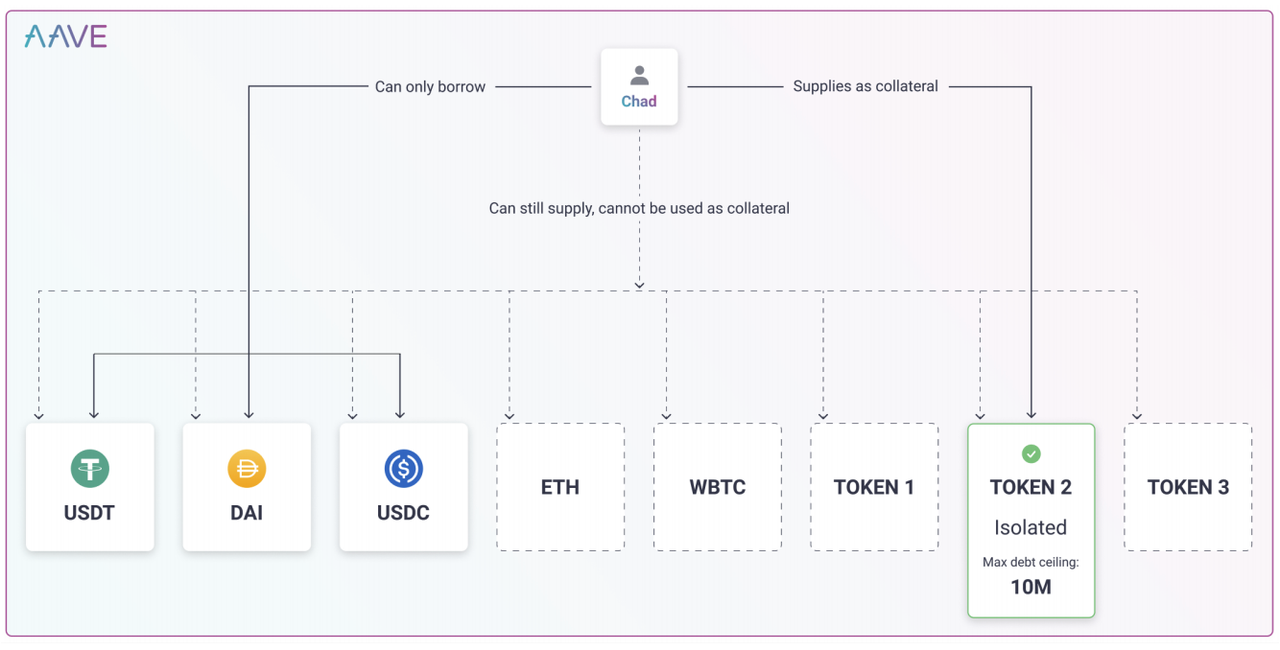 AAVE
Can only borrow
Chad
Supplies as collateral
Can still supply, cannot be used as collateral
USDT
DAI
USDC
ETH
WBTC
TOKEN 1
TOKEN 2
Isolated
Max debt ceiling:
10M
TOKEN 3